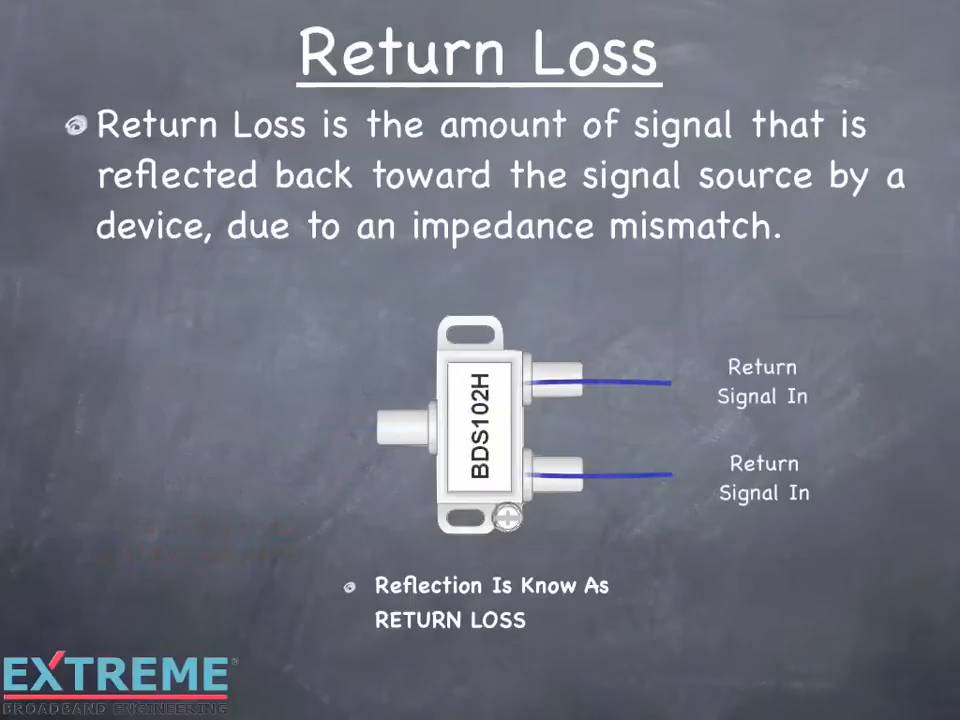 Return Loss
Return Loss is the amount of signal that is
reflected back toward the signal source by a
device, due to an impedance mismatch.
BDS102H
Return
Signal In
Return
Signal In
Reflection Is Know As
RETURN LOSS
EXTREME®
BROADBAND ENGINEERING